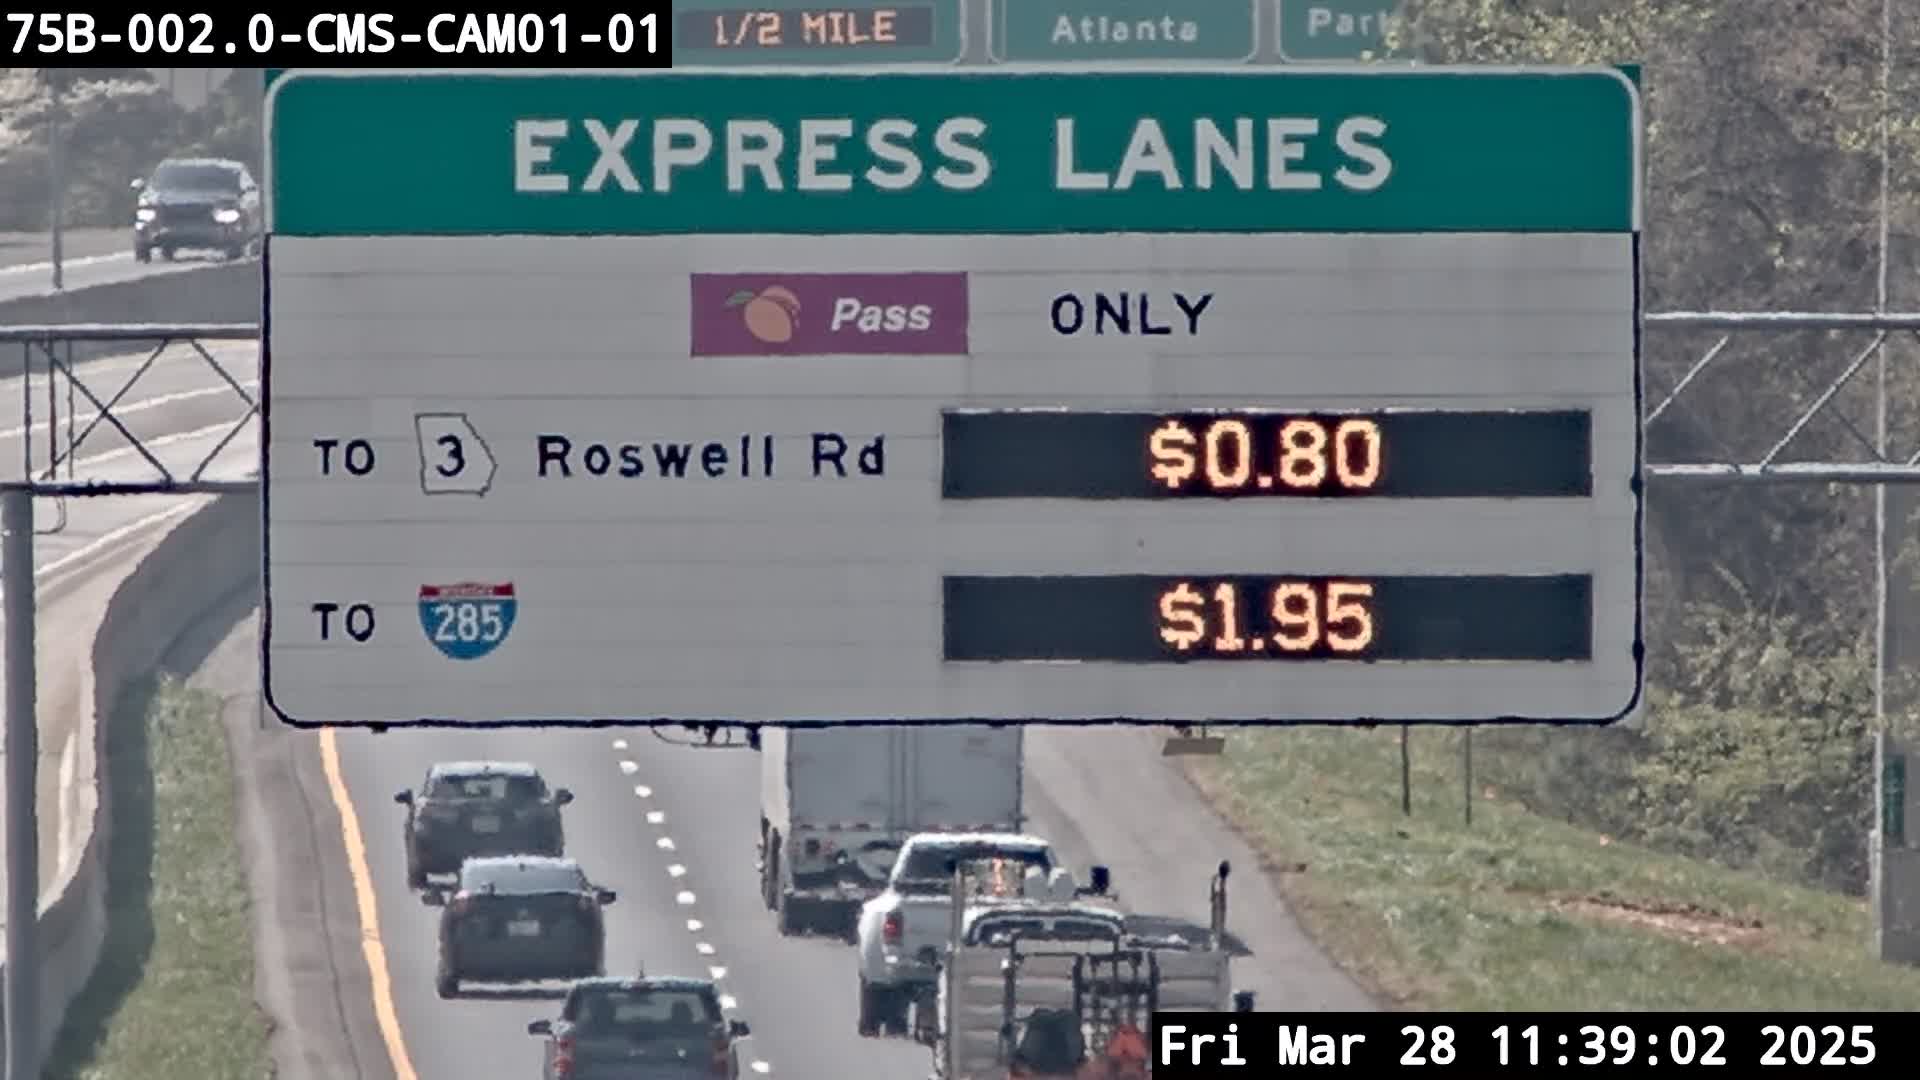 75B-002.0-CMS-CAM01-01
1/2 MILE
Atlanta
EXPRESS LANES
Pass ONLY
TO 3 Roswell Rd $0.80
TO 285 $1.95
Fri Mar 28 11:39:02 2025